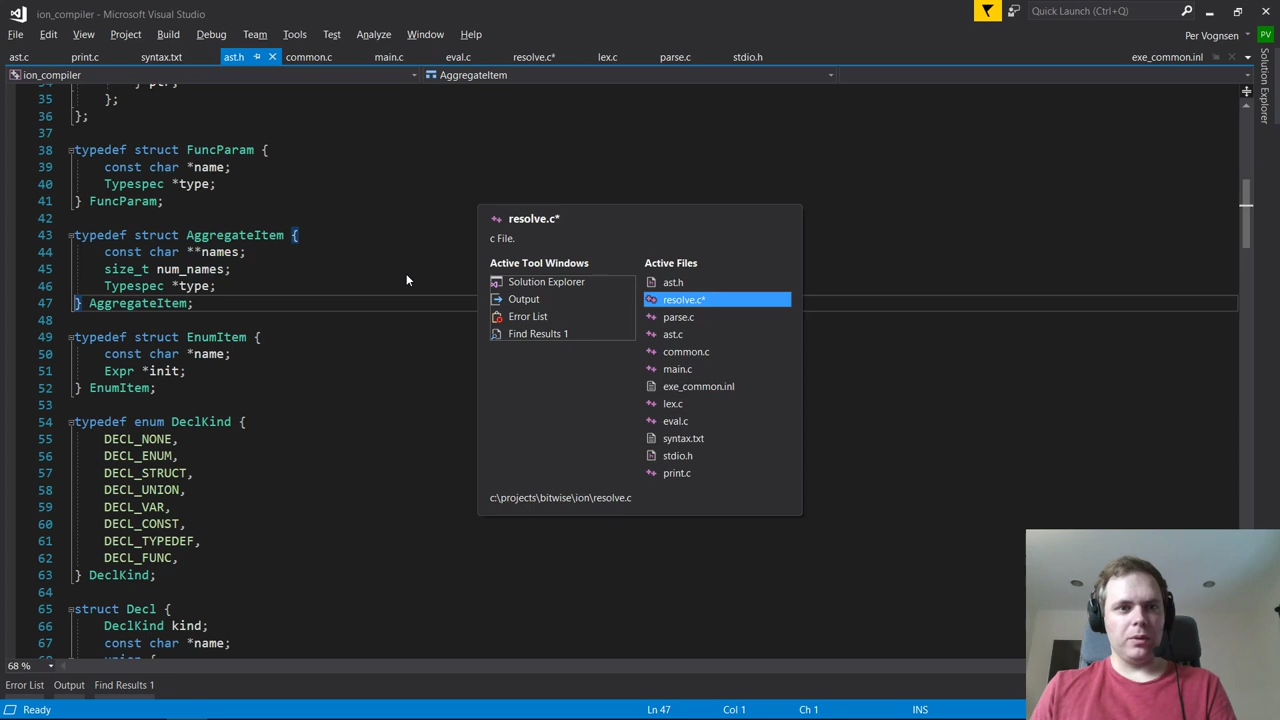 ion_compiler - Microsoft Visual Studio
Quick Launch (Ctrl+Q)
File Edit View Project Build Debug Team Tools Test Analyze Window Help
Per Vognsen PV
ast.c print.c syntax.txt ast.h common.c main.c eval.c resolve.c* lex.c parse.c stdio.h exe_common.inl
ion_compiler AggregateItem
Solution Explorer
35 };
36 };
37
38 typedef struct FuncParam {
39 const char *name;
40 Typespec *type;
41 } FuncParam;
42
43 typedef struct AggregateItem {
44 const char **names;
45 size_t num_names;
46 Typespec *type;
47 } AggregateItem;
48
49 typedef struct EnumItem {
50 const char *name;
51 Expr *init;
52 } EnumItem;
53
54 typedef enum DeclKind {
55 DECL_NONE,
56 DECL_ENUM,
57 DECL_STRUCT,
58 DECL_UNION,
59 DECL_VAR,
60 DECL_CONST,
61 DECL_TYPEDEF,
62 DECL_FUNC,
63 } DeclKind;
64
65 struct Decl {
66 DeclKind kind;
67 const char *name;
resolve.c*
c File.
Active Tool Windows
Solution Explorer
Output
Error List
Find Results 1
Active Files
ast.h
resolve.c*
parse.c
ast.c
common.c
main.c
exe_common.inl
lex.c
eval.c
syntax.txt
stdio.h
print.c
c:\projects\bitwise\ion\resolve.c
68 %
Error List Output Find Results 1
Ready Ln 47 Col 1 Ch 1 INS